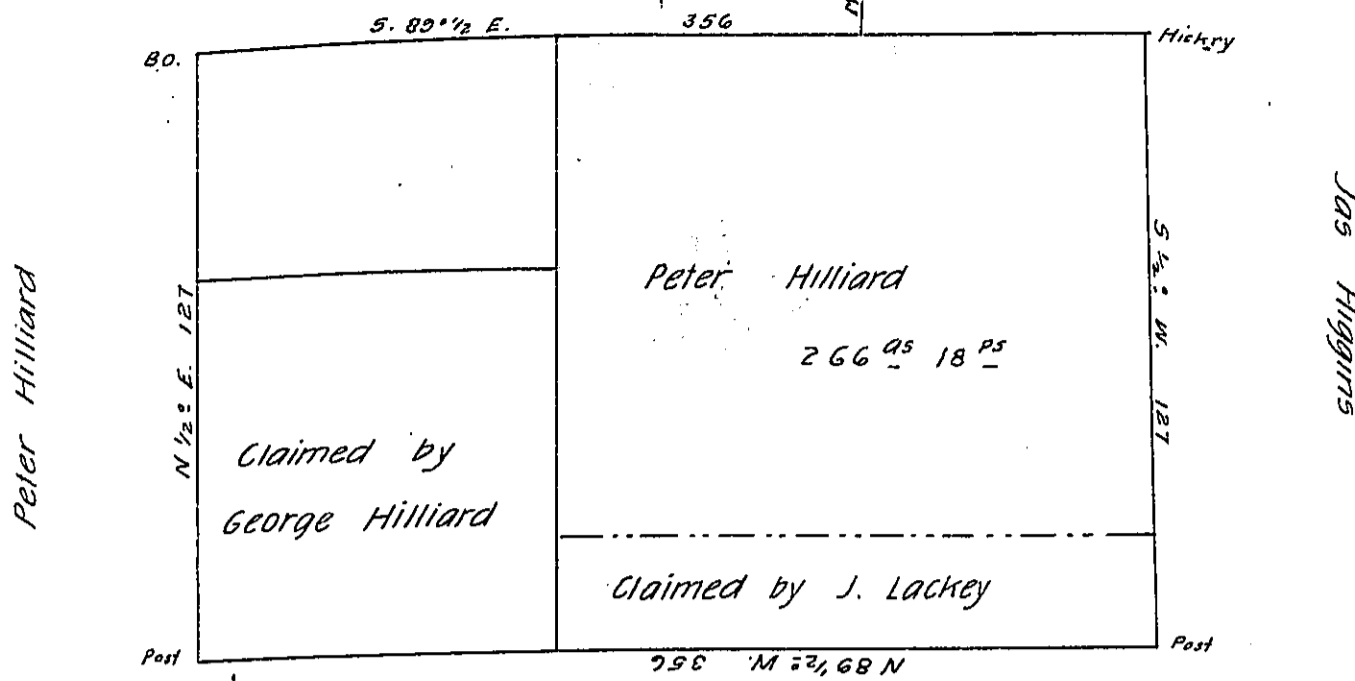 S. 89°½ E. 356
B.O.
Hickry
Peter Hilliard
N ½° E. 127
Peter Hilliard
266 as 18 ps
S ½° W. 127
Jas Higgins
Claimed by
George Hilliard
Claimed by J. Lackey
Post
N 89½° W. 356
Post